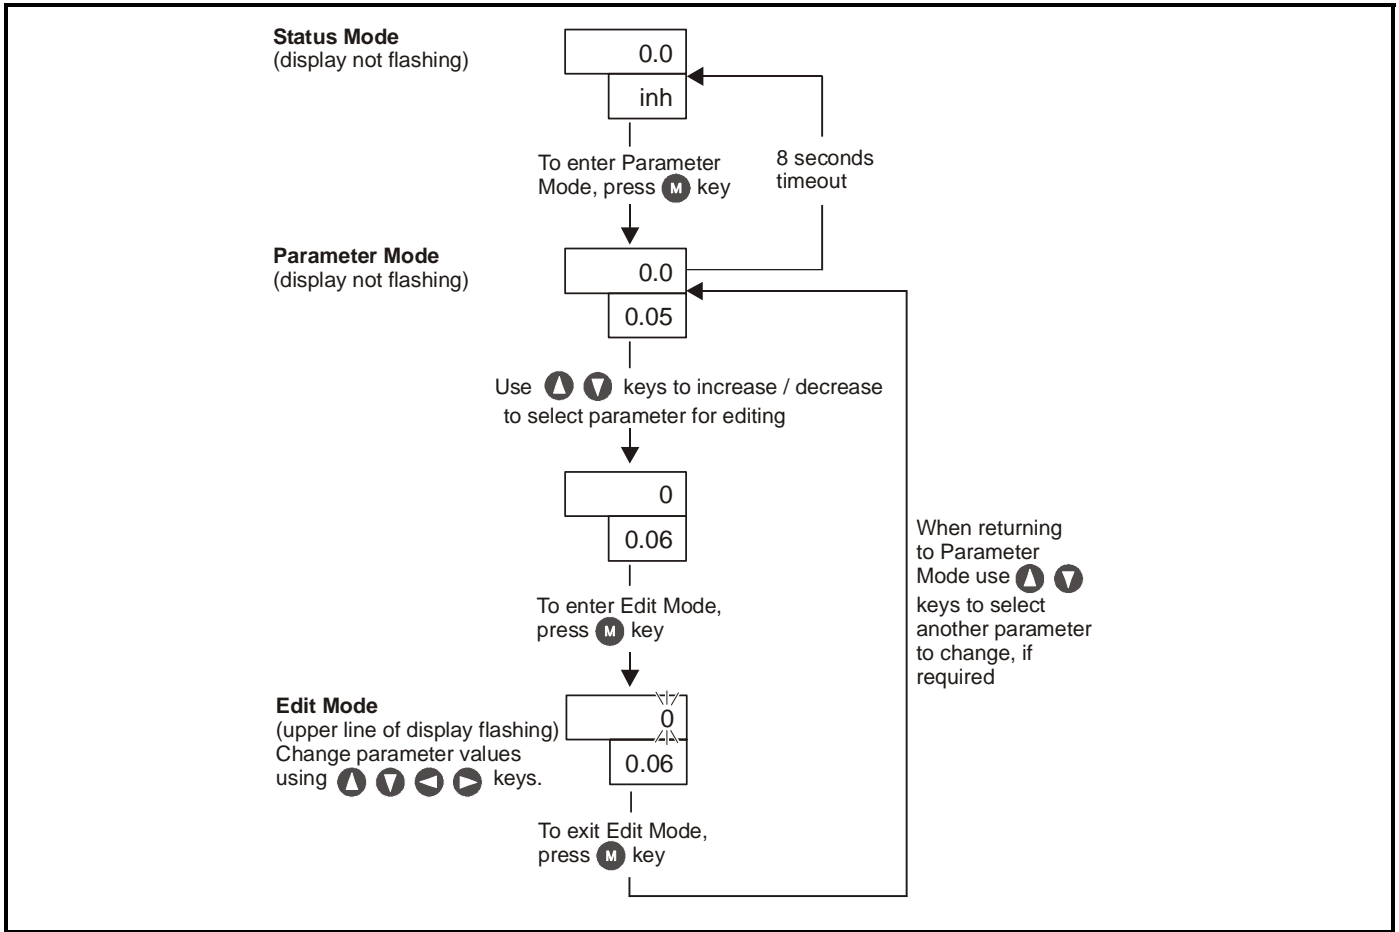 Status Mode
(display not flashing)
0.0
inh
To enter Parameter
Mode, press M key
8 seconds
timeout
Parameter Mode
(display not flashing)
0.0
0.05
Use keys to increase / decrease
to select parameter for editing
0
0.06
To enter Edit Mode,
press M key
When returning
to Parameter
Mode use
keys to select
another parameter
to change, if
required
Edit Mode
(upper line of display flashing)
Change parameter values
using keys.
0
0.06
To exit Edit Mode,
press M key